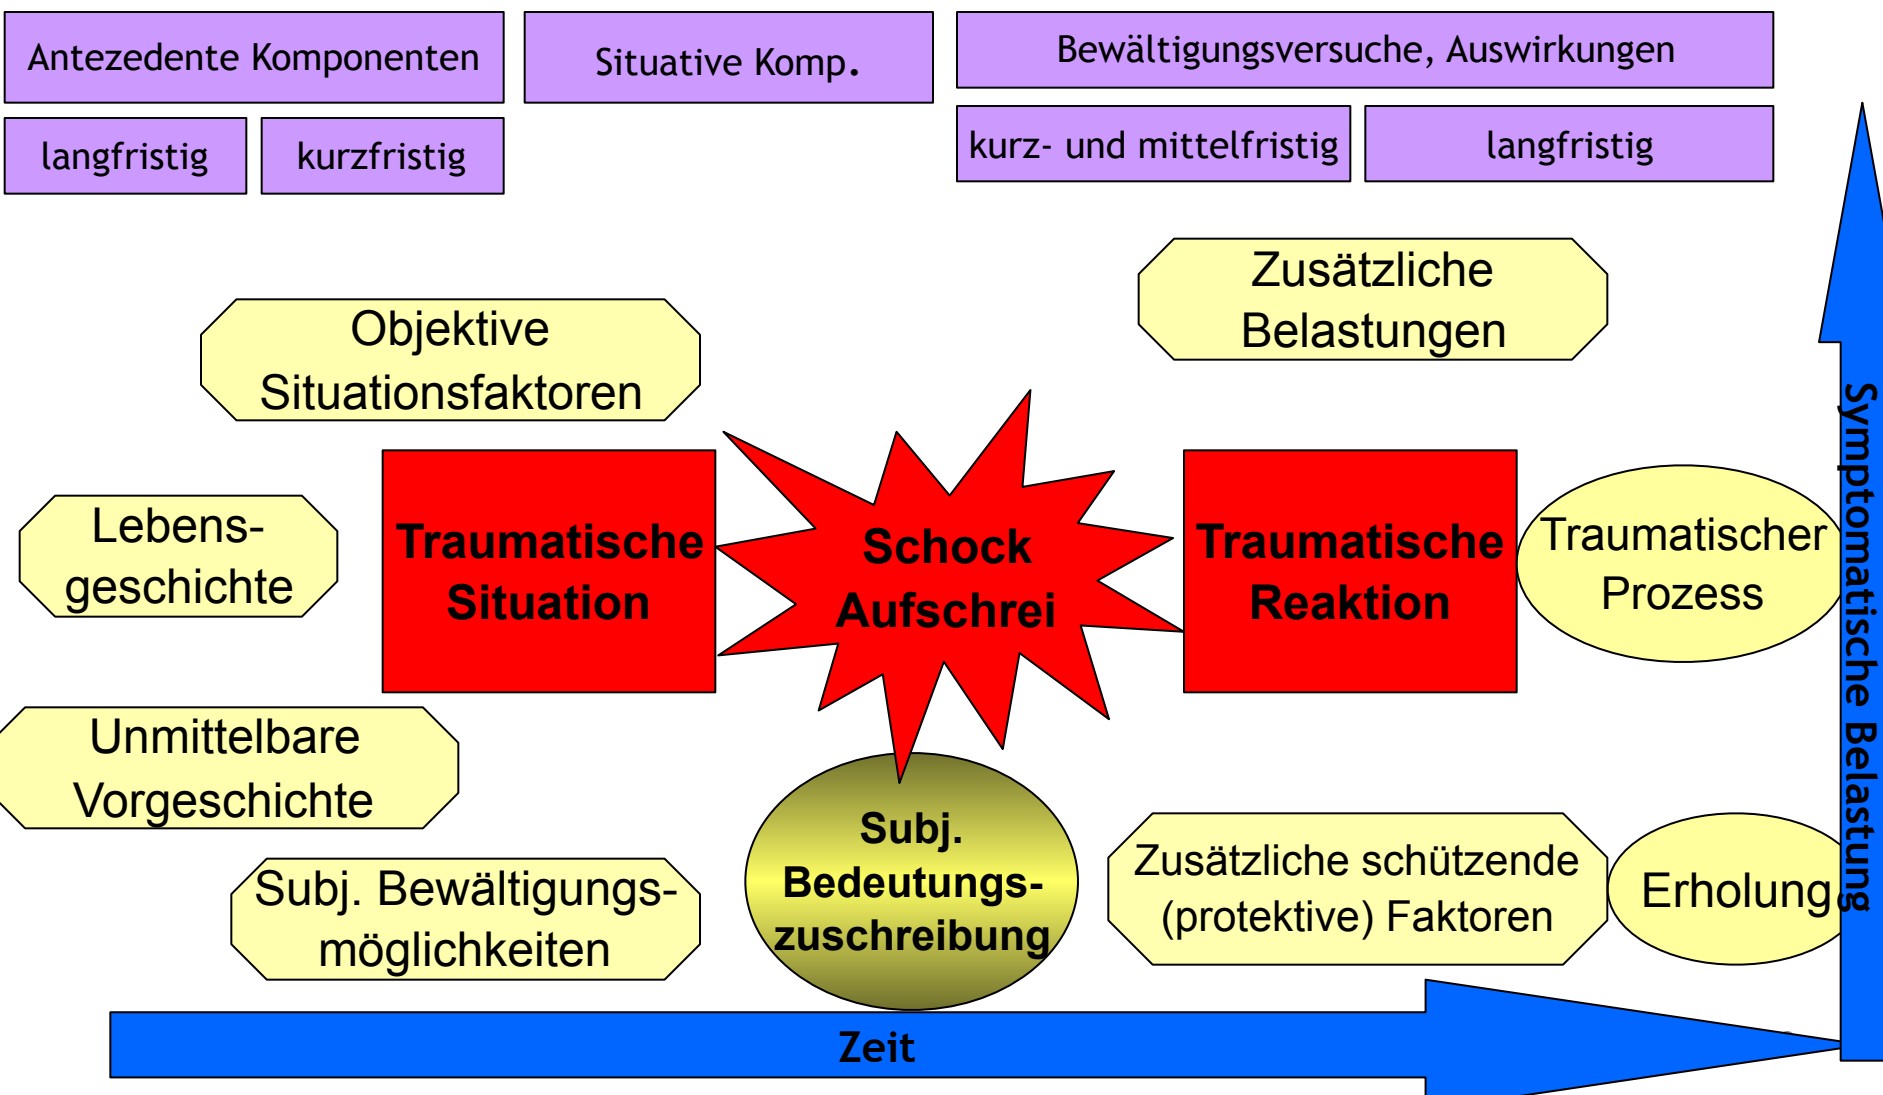 Antezedente Komponenten
Situative Komp.
Bewältigungsversuche, Auswirkungen
langfristig
kurzfristig
kurz- und mittelfristig
langfristig
Zusätzliche
Belastungen
Objektive
Situationsfaktoren
Lebens-
geschichte
Traumatische
Situation
Schock
Aufschrei
Traumatische
Reaktion
Traumatischer
Prozess
Symptomatische Belastung
Unmittelbare
Vorgeschichte
Subj. Bewältigungs-
möglichkeiten
Subj.
Bedeutungs-
zuschreibung
Zusätzliche schützende
(protektive) Faktoren
Erholung
Zeit